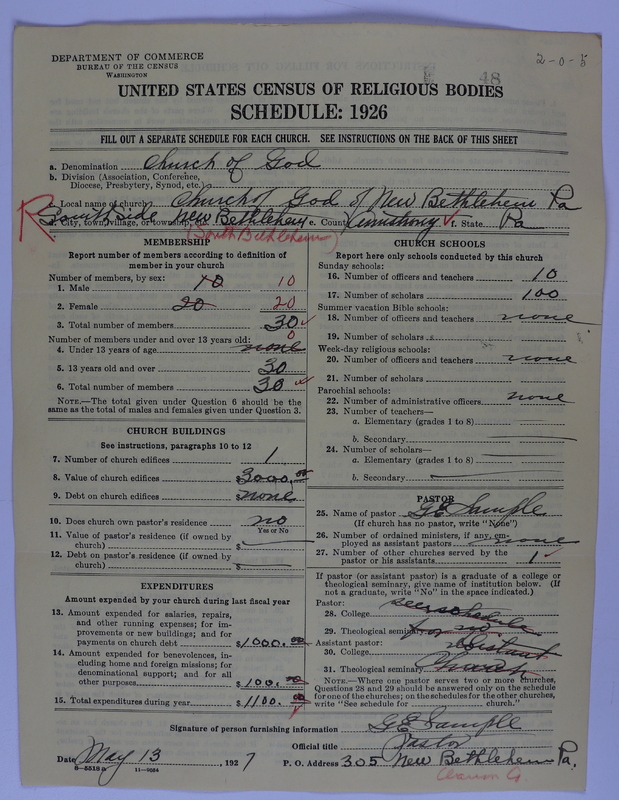 2-0-5
48
DEPARTMENT OF COMMERCE
BUREAU OF THE CENSUS
WASHINGTON
UNITED STATES CENSUS OF RELIGIOUS BODIES
SCHEDULE: 1926
FILL OUT A SEPARATE SCHEDULE FOR EACH CHURCH. SEE INSTRUCTIONS ON THE BACK OF THIS SHEET
a. Denomination Church of God
b. Division (Association, Conference,
Diocese, Presbytery, Synod, etc.)
c. Local name of church Church of God of New Bethlehem Pa
R South Side New Bethlehem e. County Armstrong f. State Pa
d. City, town, village, or township, etc.
(South Bethlehem)
MEMBERSHIP
Report number of members according to definition of
member in your church
Number of members, by sex:
1. Male 10 10
2. Female 20 20
3. Total number of members 30
Number of members under and over 13 years old: 0
4. Under 13 years of age none
5. 13 years old and over 30
6. Total number of members 30
NOTE.—The total given under Question 6 should be
same as the total of males and females given under Question 3.
CHURCH BUILDINGS
See instructions, paragraphs 10 to 12
7. Number of church edifices 1
8. Value of church edifices $3000.00
9. Debt on church edifices $none
10. Does church own pastor's residence no
Yes or No
11. Value of pastor's residence (if owned by
church) $
12. Debt on pastor's residence (if owned by
church) $
EXPENDITURES
Amount expended by your church during last fiscal year
13. Amount expended for salaries, repairs,
and other running expenses; for im-
provements or new buildings; and for
payments on church debt $1000.00
14. Amount expended for benevolences, in-
cluding home and foreign missions; for
denominational support; and for all
other purposes $100.00
15. Total expenditures during year $1100.00
CHURCH SCHOOLS
Report here only schools conducted by this church
Sunday schools:
16. Number of officers and teachers 10
17. Number of scholars 100
Summer vacation Bible schools:
18. Number of officers and teachers none
19. Number of scholars
Week-day religious schools:
20. Number of officers and teachers none
21. Number of scholars
Parochial schools:
22. Number of administrative officers none
23. Number of teachers—
a. Elementary (grades 1 to 8)
b. Secondary
24. Number of scholars—
a. Elementary (grades 1 to 8)
b. Secondary
PASTOR
25. Name of pastor G E Sample
(If church has no pastor, write "None")
26. Number of ordained ministers, if any, em-
ployed as assistant pastors none
27. Number of other churches served by the
pastor or his assistants 1
If pastor (or assistant pastor) is a graduate of a college or
theological seminary, give name of institution below. (If
not a graduate, write "No" in the space indicated.)
Pastor:
28. College see schedule
29. Theological seminary for
Assistant pastor:
30. College
31. Theological seminary
NOTE.—Where one pastor serves two or more churches,
Questions 28 and 29 should be answered only on the schedule
for one of the churches; on the schedules for the other churches,
write "See schedule for church."
Signature of person furnishing information G. E. Sample
Official title Pastor
Date May 13, 1927 P. O. Address 305 New Bethlehem Pa.
8—5518a 11—9084
Clarion Co.